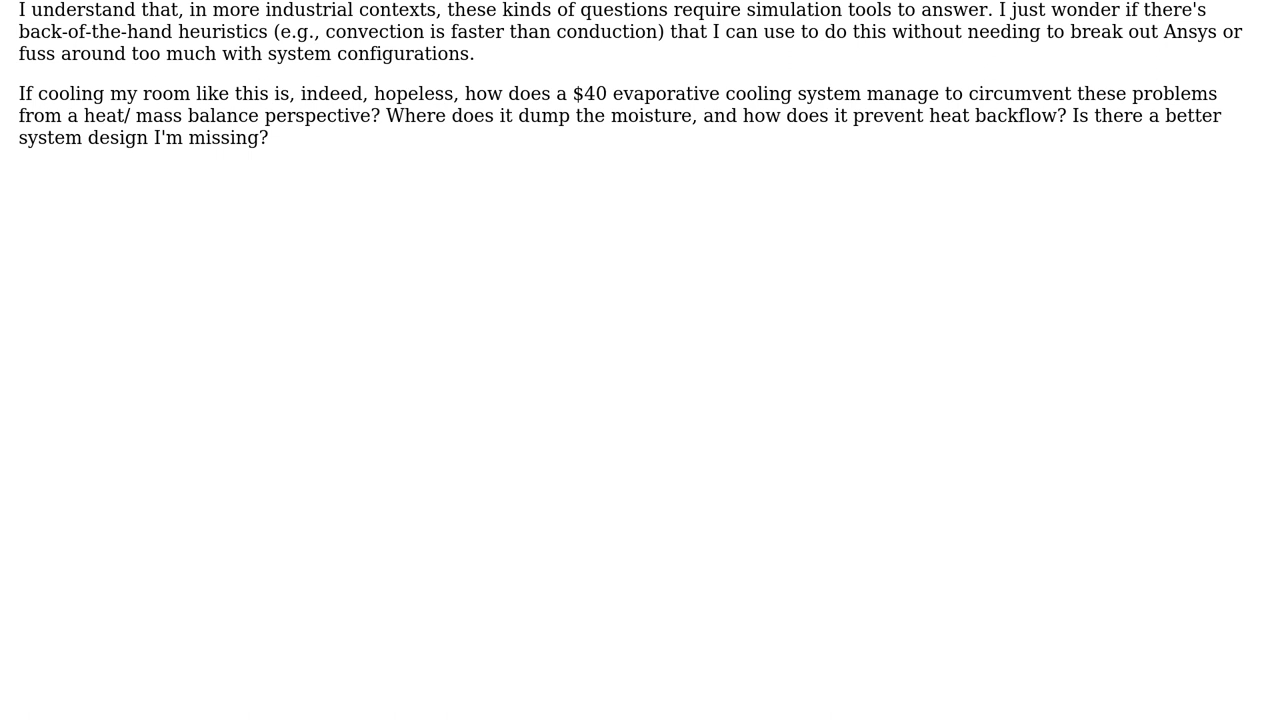 I understand that, in more industrial contexts, these kinds of questions require simulation tools to answer. I just wonder if there's
back-of-the-hand heuristics (e.g., convection is faster than conduction) that I can use to do this without needing to break out Ansys or
fuss around too much with system configurations.
If cooling my room like this is, indeed, hopeless, how does a $40 evaporative cooling system manage to circumvent these problems
from a heat/ mass balance perspective? Where does it dump the moisture, and how does it prevent heat backflow? Is there a better
system design I'm missing?